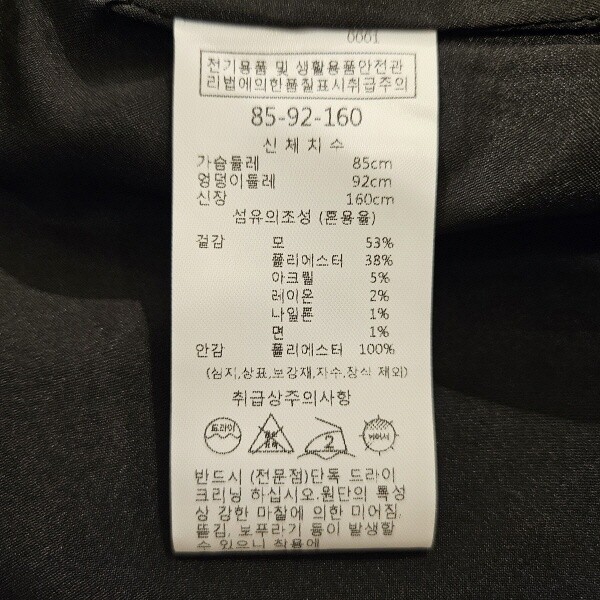 0001
전기용품 및 생활용품안전관
리법에의한품질표시취급주의
85-92-160
신체치수
가슴둘레 85cm
엉덩이둘레 92cm
신장 160cm
섬유의조성 (혼용율)
겉감 모 53%
폴리에스터 38%
아크릴 5%
레이온 2%
나일론 1%
면 1%
안감 폴리에스터 100%
(심지,상표,보강재,자수,장식 제외)
취급상주의사항
드라이 2 뉘어서
반드시 (전문점)단독 드라이
크리닝 하십시오.원단의 특성
상 강한 마찰에 의한 미어짐,
뜯김, 보푸라기 등이 발생할
수 있으니 착용에